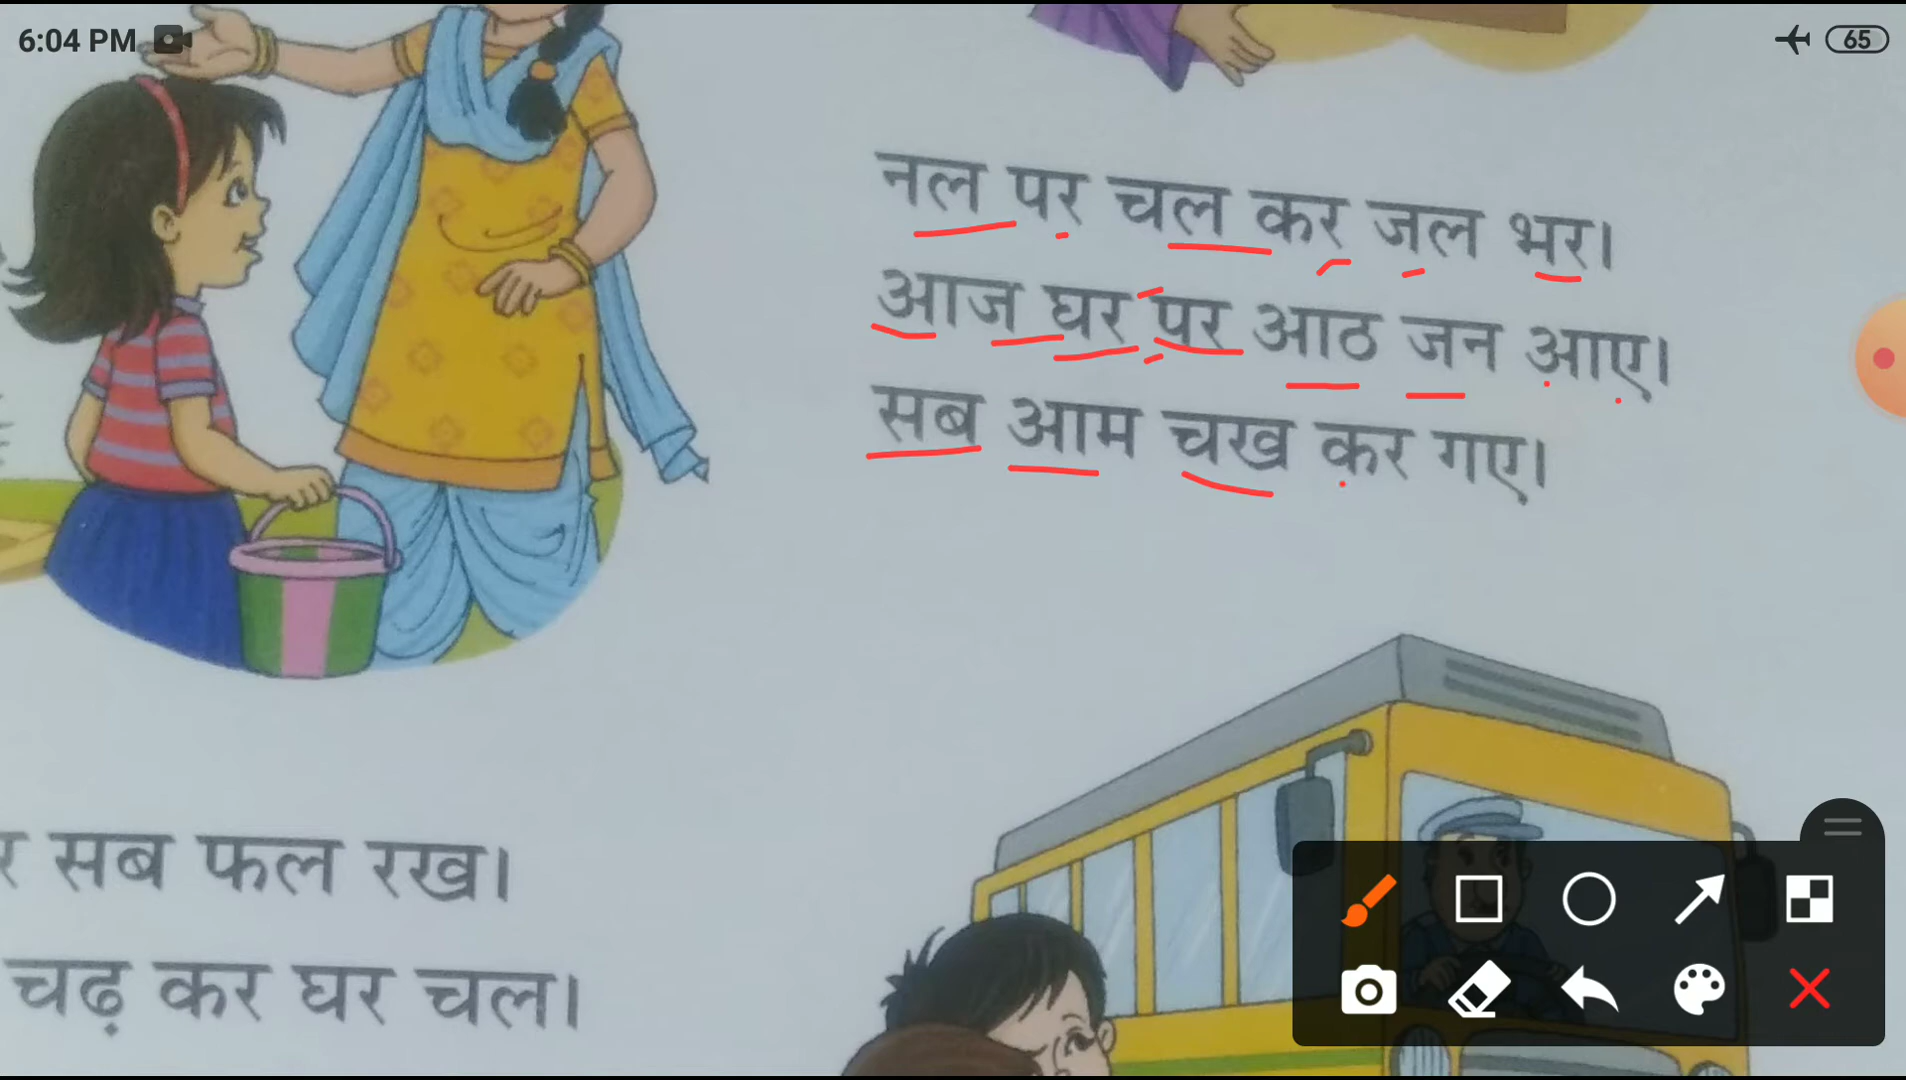 6:04 PM
65
नल पर चल कर जल भर।
आज घर पर आठ जन आए।
सब आम चख कर गए।
सब फल रख।
चढ़ कर घर चल।